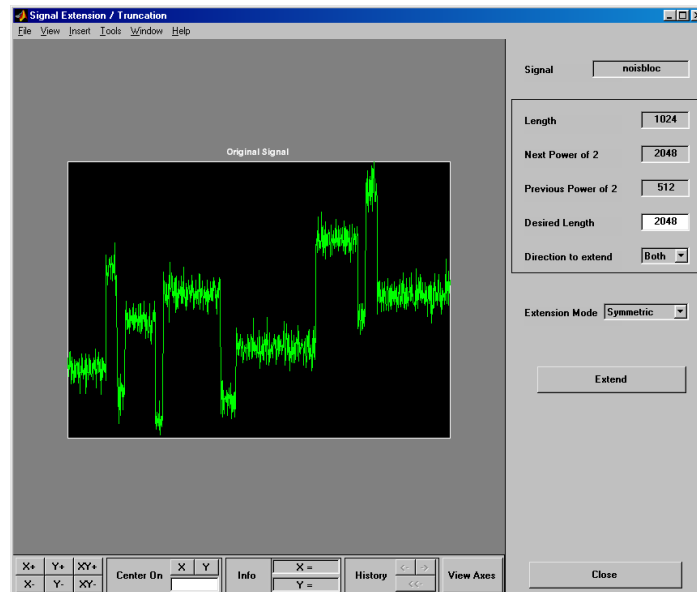 Signal Extension / Truncation
File View Insert Tools Window Help
Signal noisbloc
Length 1024
Next Power of 2 2048
Previous Power of 2 512
Desired Length 2048
Direction to extend Both
Original Signal
Extension Mode Symmetric
Extend
X+ Y+ XY+
X- Y- XY-
Center On X Y
Info X =
Y =
History <- ->
<<-
View Axes
Close